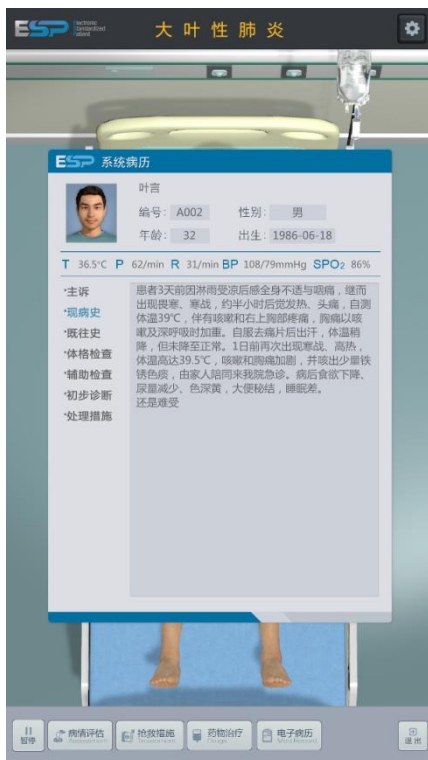 ESP Electronic Standardized Patient
大叶性肺炎
ESP 系统病历
叶言
编号: A002 性别: 男
年龄: 32 出生: 1986-06-18
T 36.5℃ P 62/min R 31/min BP 108/79mmHg SPO2 86%
·主诉
·现病史
·既往史
·体格检查
·辅助检查
·初步诊断
·处理措施
患者3天前因淋雨受凉后感全身不适与咽痛，继而
出现畏寒、寒战，约半小时后觉发热、头痛，自测
体温39℃，伴有咳嗽和右上胸部疼痛，胸痛以咳
嗽及深呼吸时加重。自服去痛片后出汗，体温稍
降，但未降至正常。1日前再次出现寒战、高热，
体温高达39.5℃，咳嗽和胸痛加剧，并咳出少量铁
锈色痰，由家人陪同来我院急诊。病后食欲下降、
尿量减少、色深黄，大便秘结，睡眠差。
还是难受
暂停
病情评估
抢救措施
药物治疗
电子病历
退出